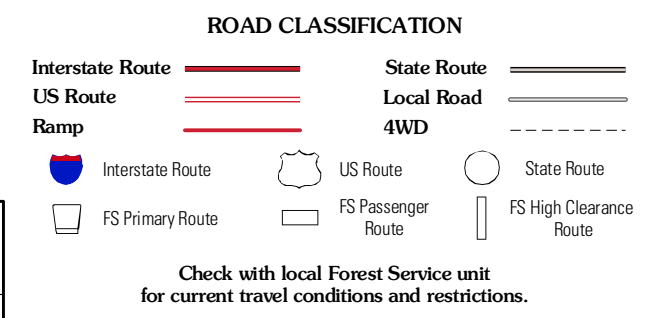 ROAD CLASSIFICATION
Interstate Route
State Route
US Route
Local Road
Ramp
4WD
Interstate Route
US Route
State Route
FS Primary Route
FS Passenger
Route
FS High Clearance
Route
Check with local Forest Service unit
for current travel conditions and restrictions.